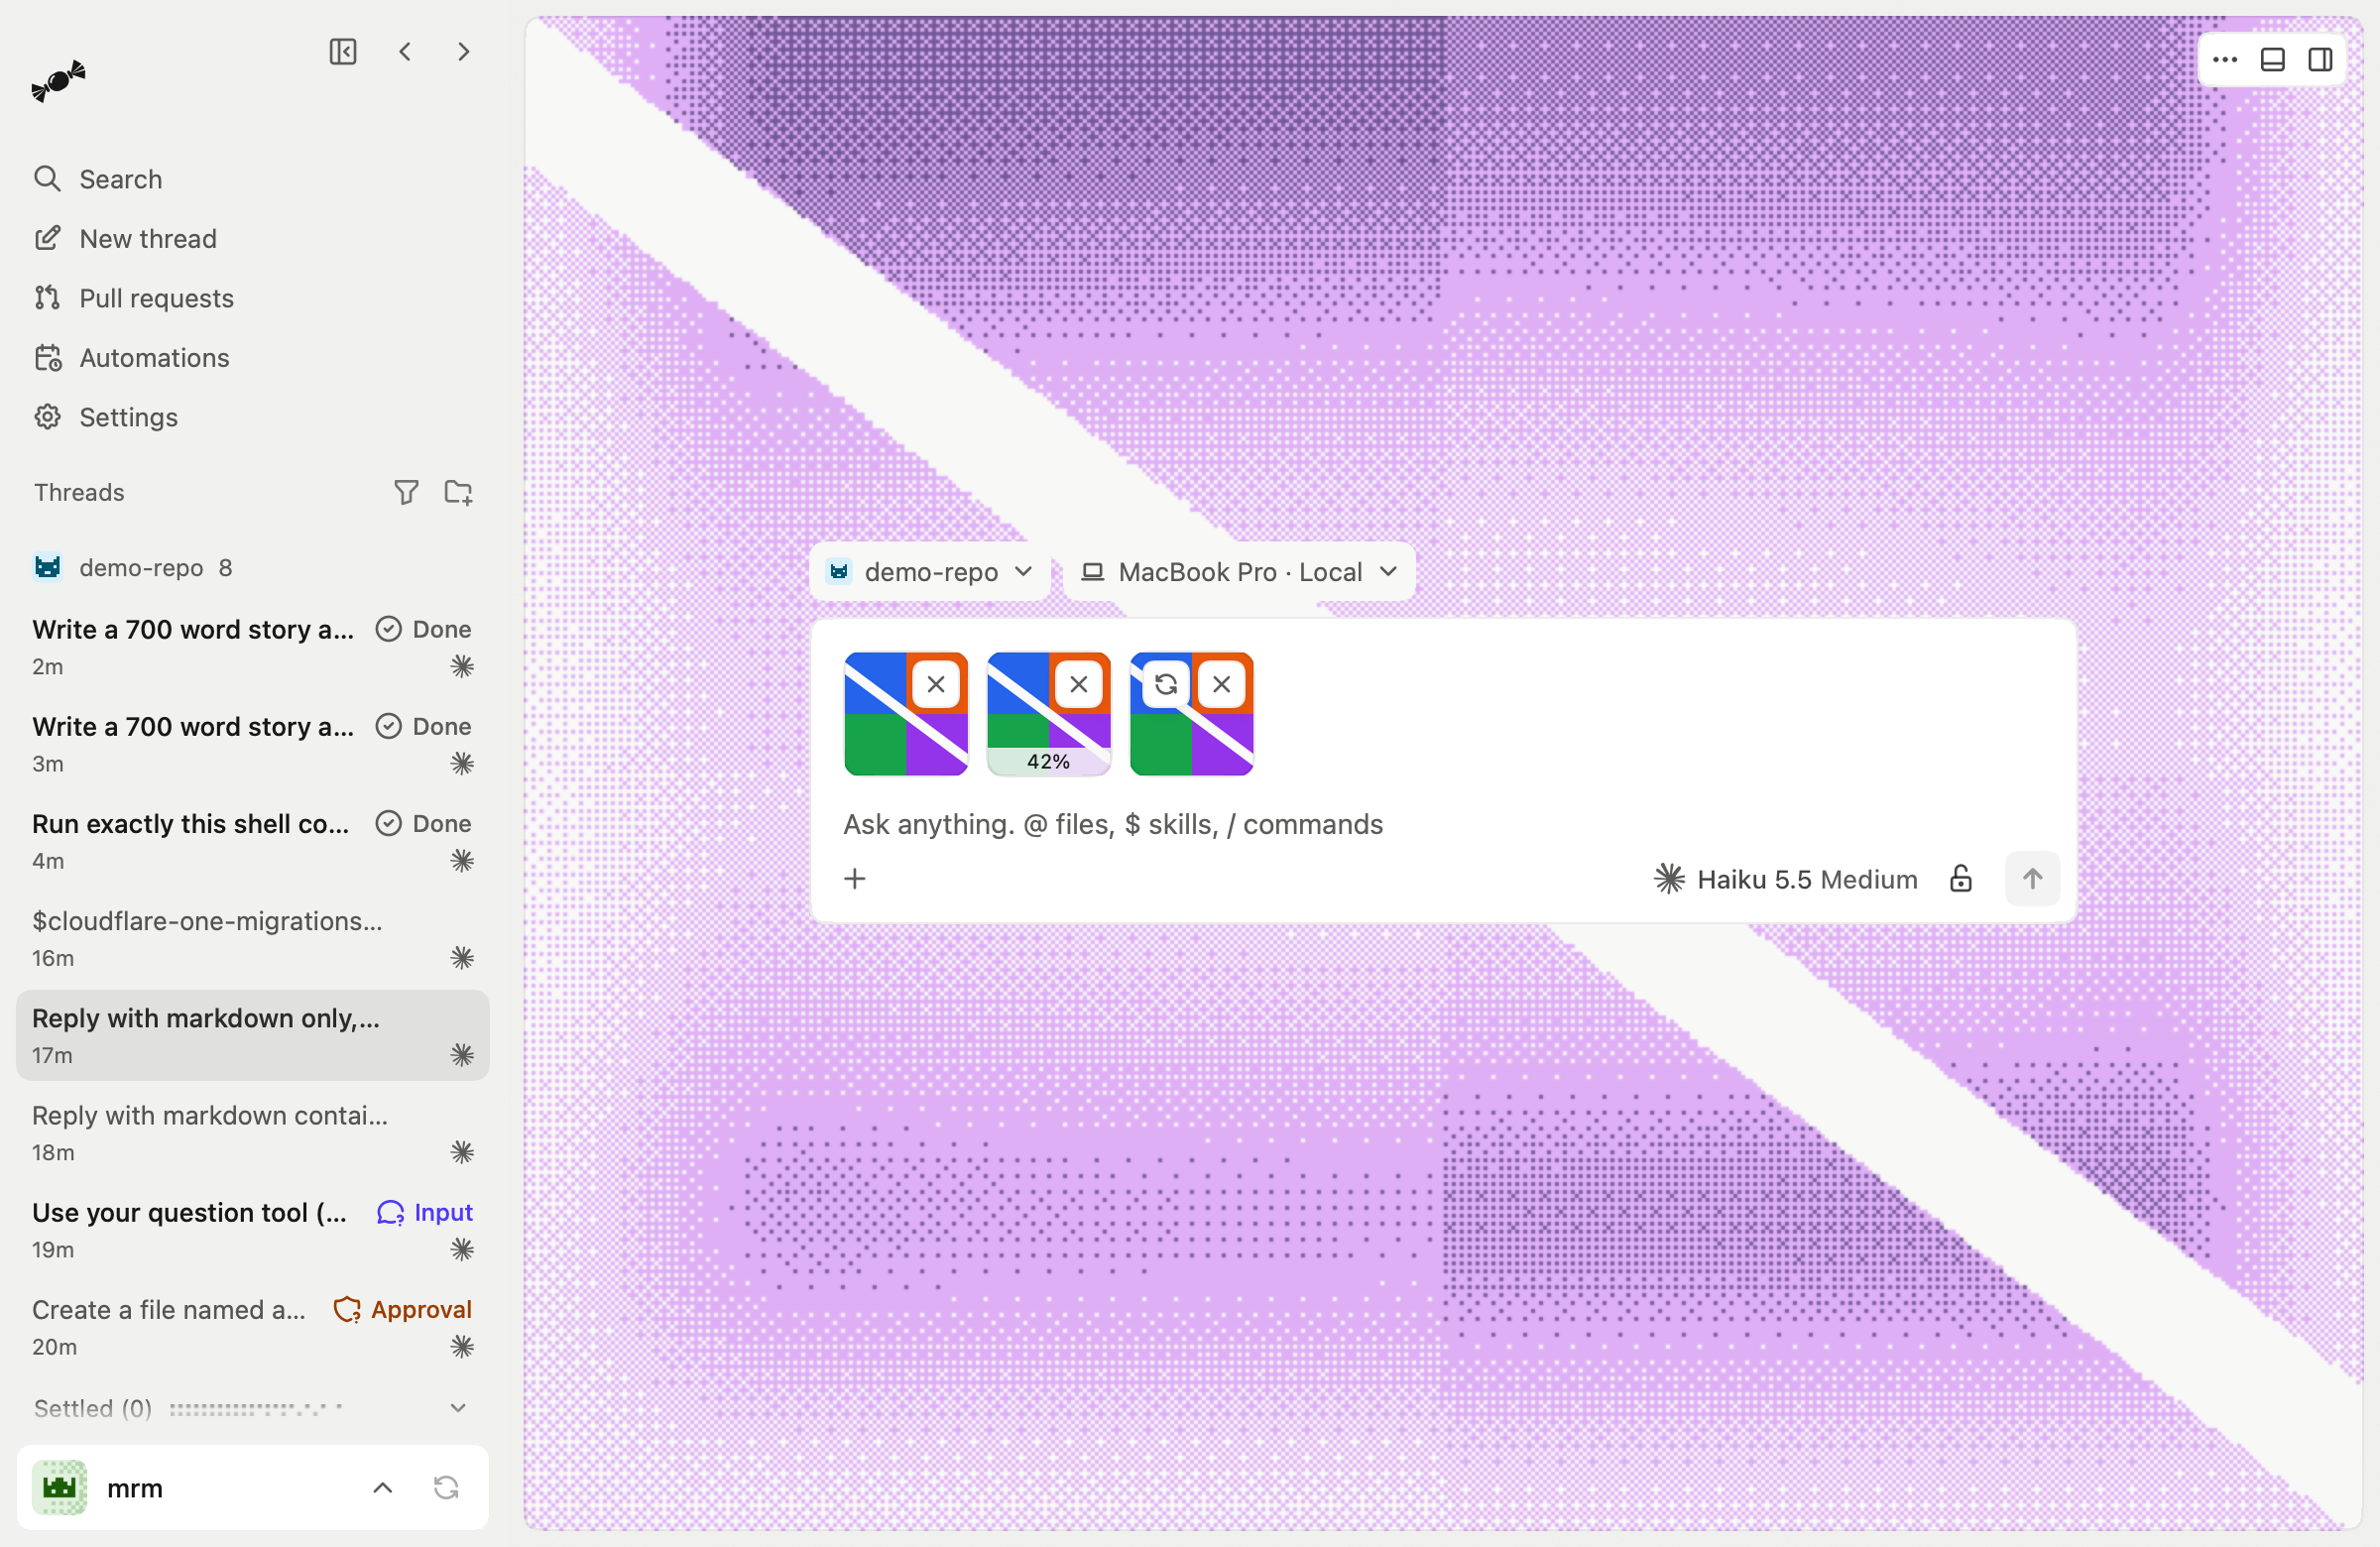 Search
New thread
Pull requests
Automations
Settings
Threads
demo-repo 8
Write a 700 word story a... Done
2m
Write a 700 word story a... Done
3m
Run exactly this shell co... Done
4m
$cloudflare-one-migrations...
16m
Reply with markdown only,...
17m
Reply with markdown contai...
18m
Use your question tool (... Input
19m
Create a file named a... Approval
20m
Settled (0)
mrm
demo-repo
MacBook Pro · Local
42%
Ask anything. @ files, $ skills, / commands
Haiku 5.5 Medium